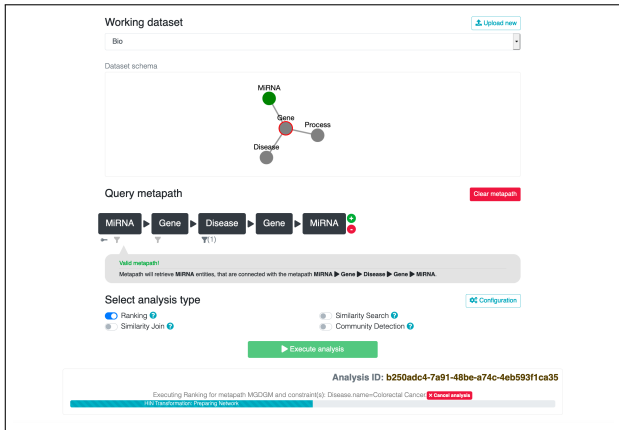 Working dataset
Upload new
Bio
Dataset schema
MiRNA
Gene
Process
Disease
Query metapath
Clear metapath
MiRNA Gene Disease Gene MiRNA
(1)
Valid metapath!
Metapath will retrieve MiRNA entities, that are connected with the metapath MiRNA ▶ Gene ▶ Disease ▶ Gene ▶ MiRNA.
Select analysis type
Configuration
Ranking ?
Similarity Search ?
Similarity Join ?
Community Detection ?
Execute analysis
Analysis ID: b250adc4-7a91-48be-a74c-4eb593f1ca35
Executing Ranking for metapath MGDGM and constraint(s): Disease.name=Colorectal Cancer × Cancel analysis
HIN Transformation: Preparing Network